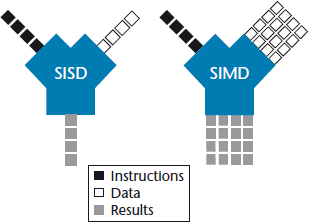 SISD
SIMD
Instructions
Data
Results